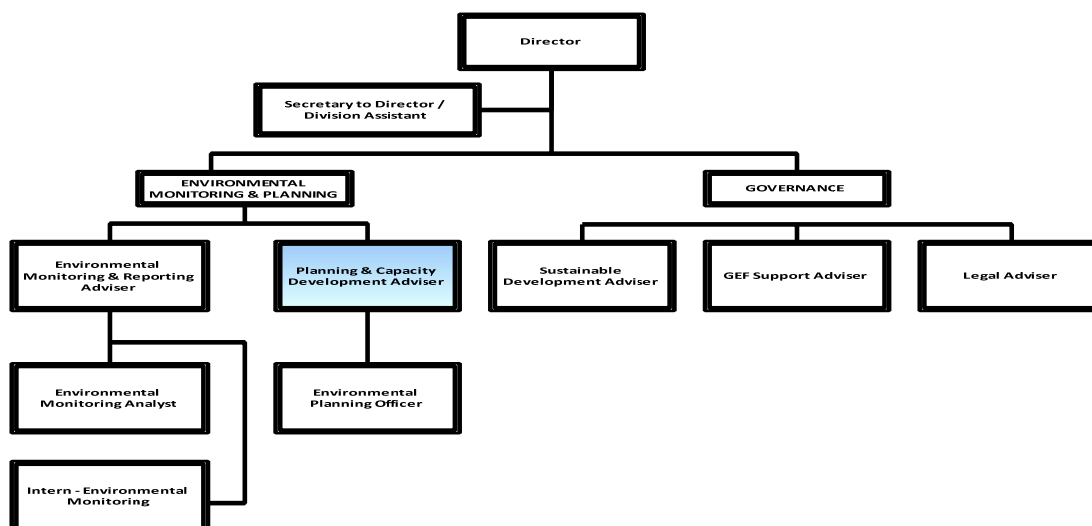 Director
Secretary to Director /
Division Assistant
ENVIRONMENTAL
MONITORING & PLANNING
GOVERNANCE
Environmental
Monitoring & Reporting
Adviser
Planning & Capacity
Development Adviser
Sustainable
Development Adviser
GEF Support Adviser
Legal Adviser
Environmental
Monitoring Analyst
Environmental
Planning Officer
Intern - Environmental
Monitoring